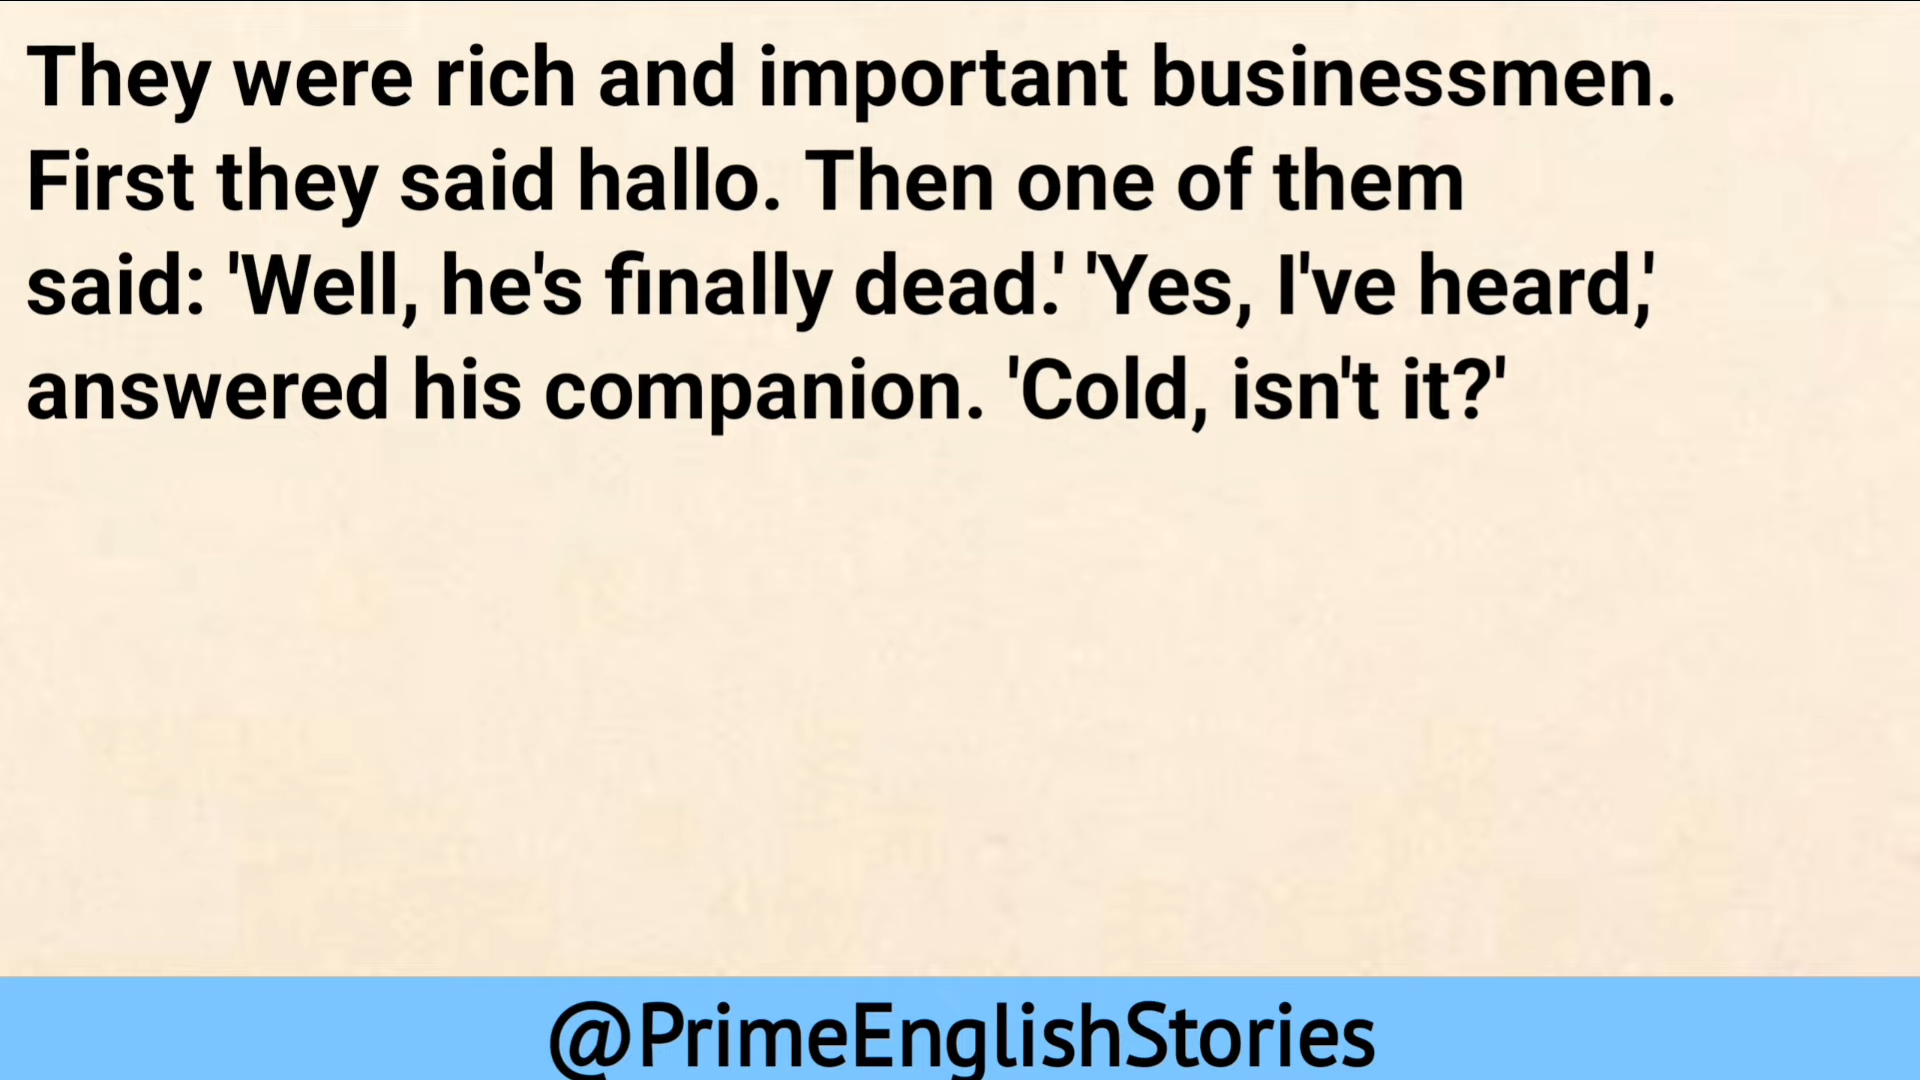 They were rich and important businessmen.
First they said hallo. Then one of them
said: 'Well, he's finally dead.' 'Yes, I've heard,'
answered his companion. 'Cold, isn't it?'
@PrimeEnglishStories